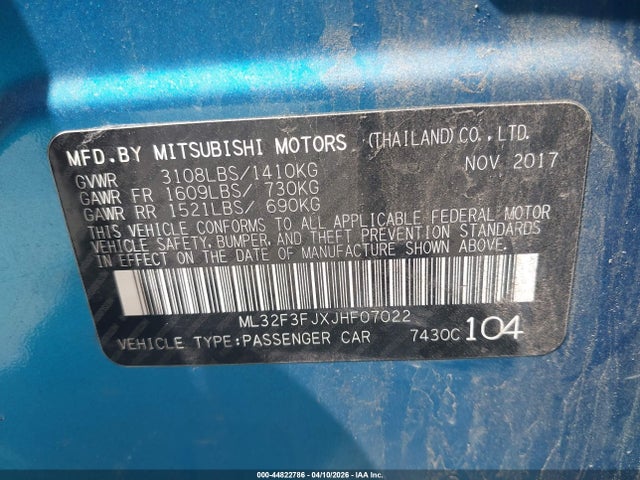 MFD. BY MITSUBISHI MOTORS (THAILAND) CO., LTD.
NOV 2017
GVWR 3108LBS/1410KG
GAWR FR 1609LBS/ 730KG
GAWR RR 1521LBS/ 690KG
THIS VEHICLE CONFORMS TO ALL APPLICABLE FEDERAL MOTOR
VEHICLE SAFETY, BUMPER, AND THEFT PREVENTION STANDARDS
IN EFFECT ON THE DATE OF MANUFACTURE SHOWN ABOVE.
ML32F3FJXJHF07022
VEHICLE TYPE:PASSENGER CAR 7430C 104
000-44822786 - 04/10/2026 - IAA Inc.